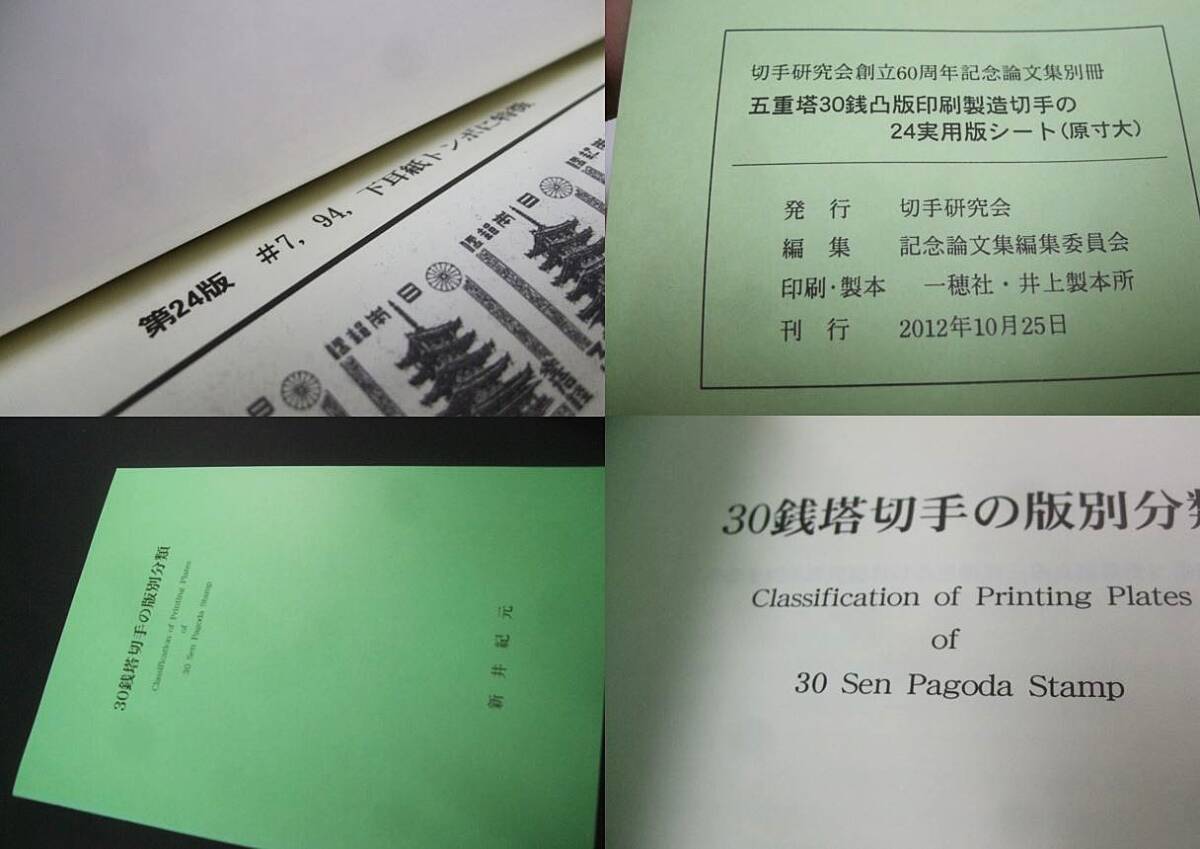 第24版 #7, 94, 下耳紙トンボに特徴
切手研究会創立60周年記念論文集別冊
五重塔30銭凸版印刷製造切手の
24実用版シート(原寸大)
発 行 切手研究会
編 集 記念論文集編集委員会
印刷・製本 一穂社・井上製本所
刊 行 2012年10月25日
30銭塔切手の版別分類
Classification of Printing Plates
of
30 Sen Pagoda Stamp
新井紀元
30銭塔切手の版別分
Classification of Printing Plates
of
30 Sen Pagoda Stamp